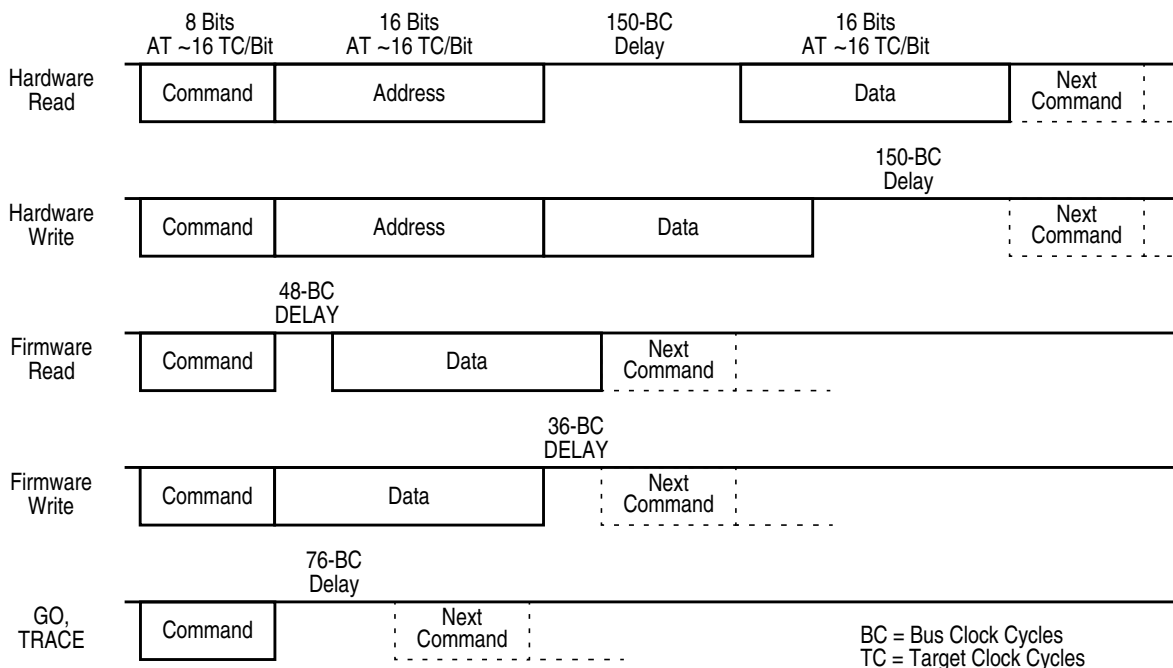 8 Bits
AT ~16 TC/Bit
16 Bits
AT ~16 TC/Bit
150-BC
Delay
16 Bits
AT ~16 TC/Bit
Hardware
Read
Command
Address
Data
Next
Command
150-BC
Delay
Hardware
Write
Command
Address
Data
Next
Command
48-BC
DELAY
Firmware
Read
Command
Data
Next
Command
36-BC
DELAY
Firmware
Write
Command
Data
Next
Command
76-BC
Delay
GO,
TRACE
Command
Next
Command
BC = Bus Clock Cycles
TC = Target Clock Cycles